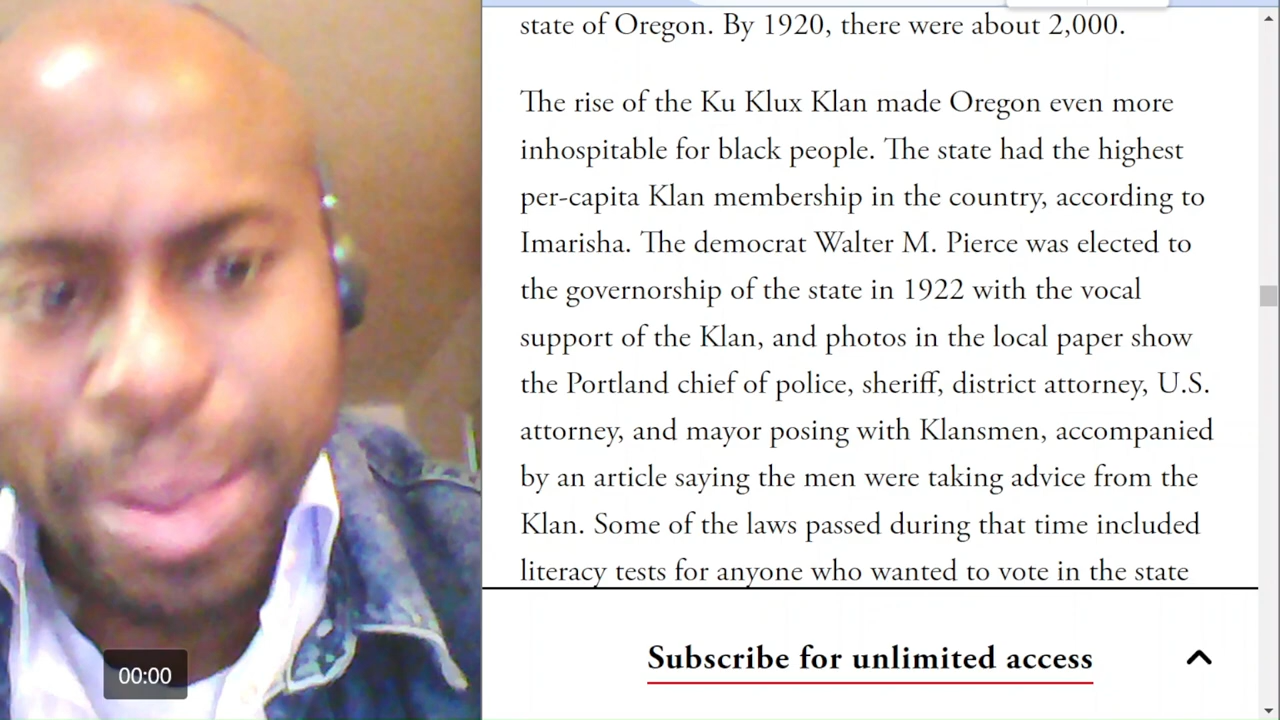 state of Oregon. By 1920, there were about 2,000.
The rise of the Ku Klux Klan made Oregon even more
inhospitable for black people. The state had the highest
per-capita Klan membership in the country, according to
Imarisha. The democrat Walter M. Pierce was elected to
the governorship of the state in 1922 with the vocal
support of the Klan, and photos in the local paper show
the Portland chief of police, sheriff, district attorney, U.S.
attorney, and mayor posing with Klansmen, accompanied
by an article saying the men were taking advice from the
Klan. Some of the laws passed during that time included
literacy tests for anyone who wanted to vote in the state
Subscribe for unlimited access
00:00